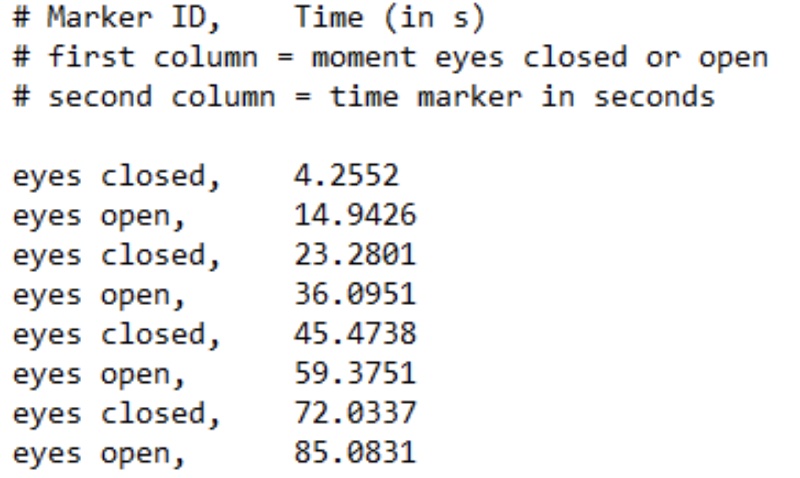 # Marker ID,    Time (in s)
# first column = moment eyes closed or open
# second column = time marker in seconds

eyes closed,    4.2552
eyes open,      14.9426
eyes closed,    23.2801
eyes open,      36.0951
eyes closed,    45.4738
eyes open,      59.3751
eyes closed,    72.0337
eyes open,      85.0831